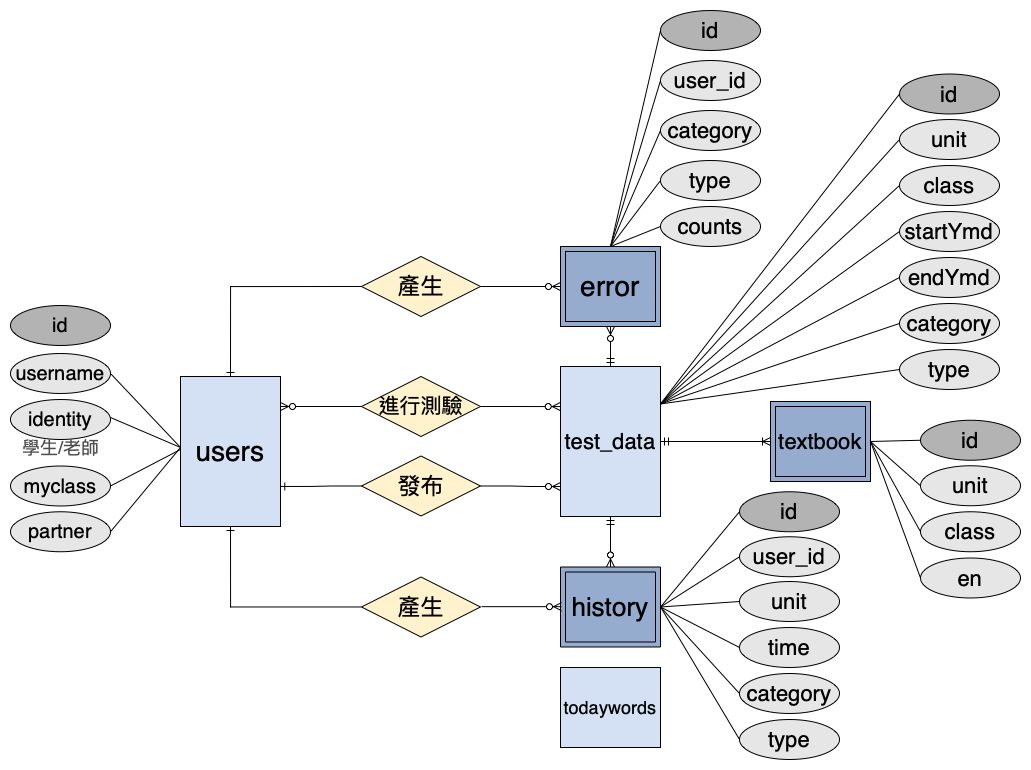 id
username
identity
學生/老師
myclass
partner
users
產生
進行測驗
發布
產生
error
id
user_id
category
type
counts
test_data
id
unit
class
startYmd
endYmd
category
type
textbook
id
unit
class
en
history
id
user_id
unit
time
category
type
todaywords